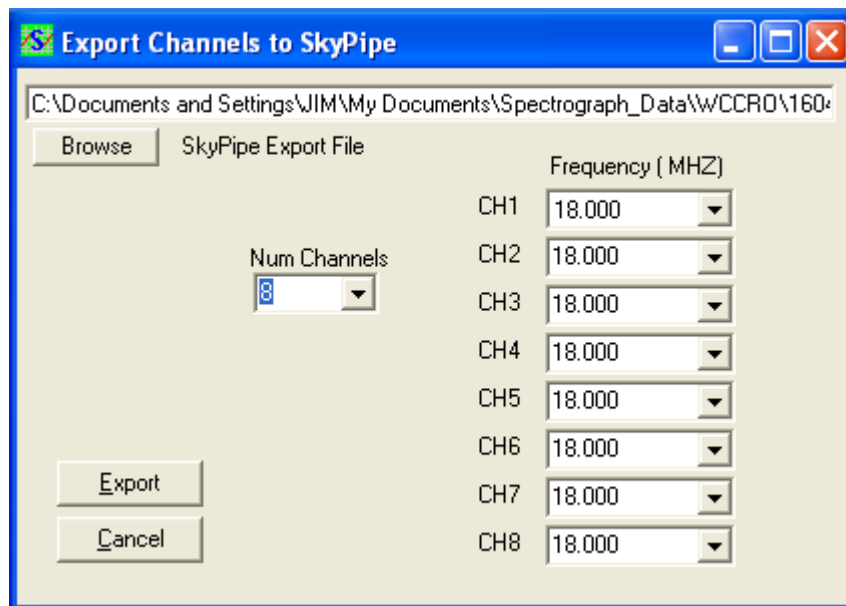 Export Channels to SkyPipe
C:\Documents and Settings\JIM\My Documents\Spectrograph_Data\WCCRO\1604
Browse
SkyPipe Export File
Frequency ( MHZ)
Num Channels
8
CH1 18.000
CH2 18.000
CH3 18.000
CH4 18.000
CH5 18.000
CH6 18.000
CH7 18.000
CH8 18.000
Export
Cancel